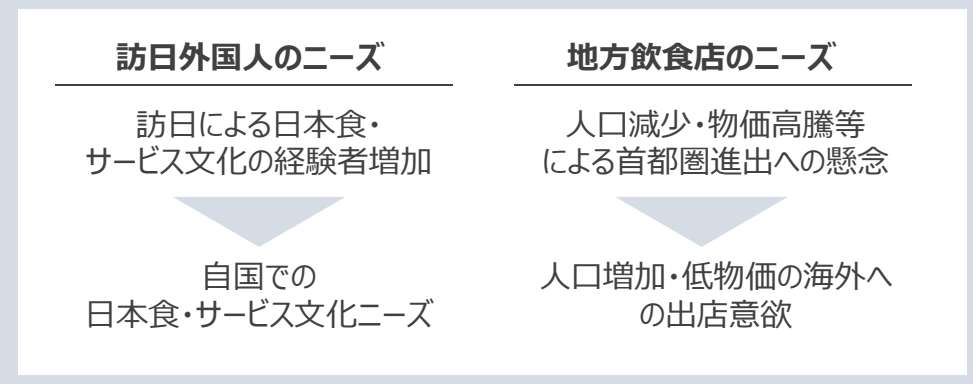 訪日外国人のニーズ
訪日による日本食・
サービス文化の経験者増加
自国での
日本食・サービス文化ニーズ
地方飲食店のニーズ
人口減少・物価高騰等
による首都圏進出への懸念
人口増加・低物価の海外へ
の出店意欲